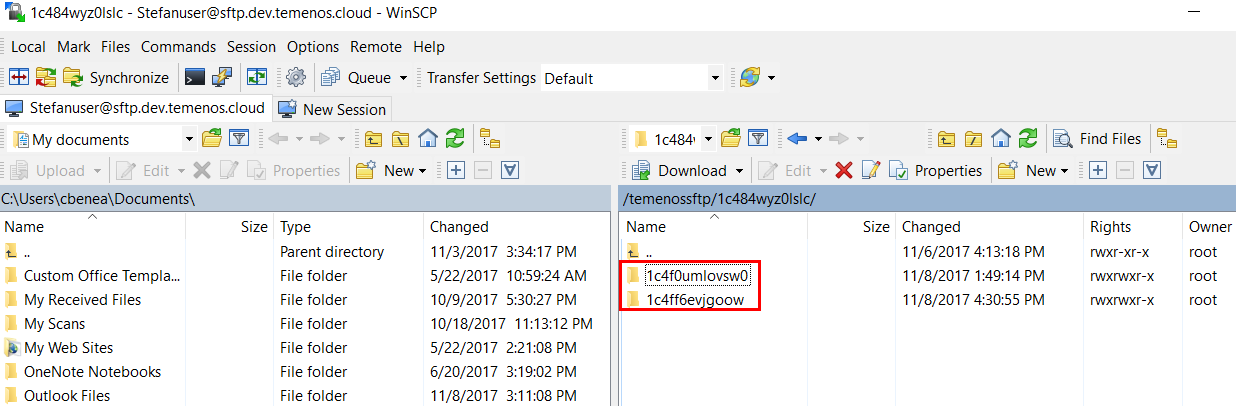 1c484wyz0lslc - Stefanuser@sftp.dev.temenos.cloud - WinSCP
Local Mark Files Commands Session Options Remote Help
Synchronize Queue Transfer Settings Default
Stefanuser@sftp.dev.temenos.cloud New Session
My documents 1c484w Find Files
Upload Edit Properties New Download Edit Properties New
C:\Users\cbenea\Documents\ /temenossftp/1c484wyz0lslc/
Name Size Type Changed Name Size Changed Rights Owner
.. Parent directory 11/3/2017 3:34:17 PM .. 11/6/2017 4:13:18 PM rwxr-xr-x root
Custom Office Templa... File folder 5/22/2017 10:59:24 AM 1c4f0umlovsw0 11/8/2017 1:49:14 PM rwxrwxr-x root
My Received Files File folder 10/9/2017 5:30:27 PM 1c4ff6evjgoow 11/8/2017 4:30:55 PM rwxrwxr-x root
My Scans File folder 10/18/2017 11:13:12 PM
My Web Sites File folder 5/22/2017 2:21:08 PM
OneNote Notebooks File folder 6/20/2017 3:19:02 PM
Outlook Files File folder 11/8/2017 3:11:08 PM